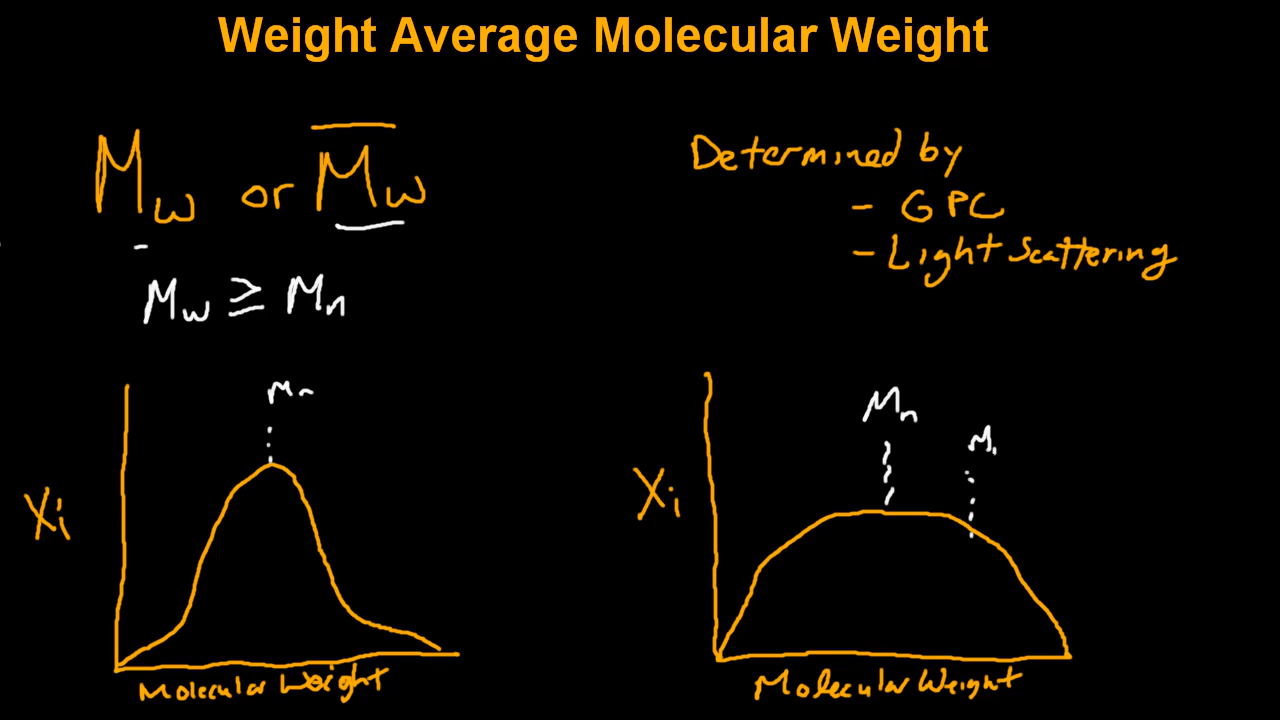 Weight Average Molecular Weight
Mw or M̅w̅
Mw ≥ Mn
Determined by
- GPC
- Light Scattering
Mn
Xi
Molecular Weight
Mn
M
Xi
Molecular Weight